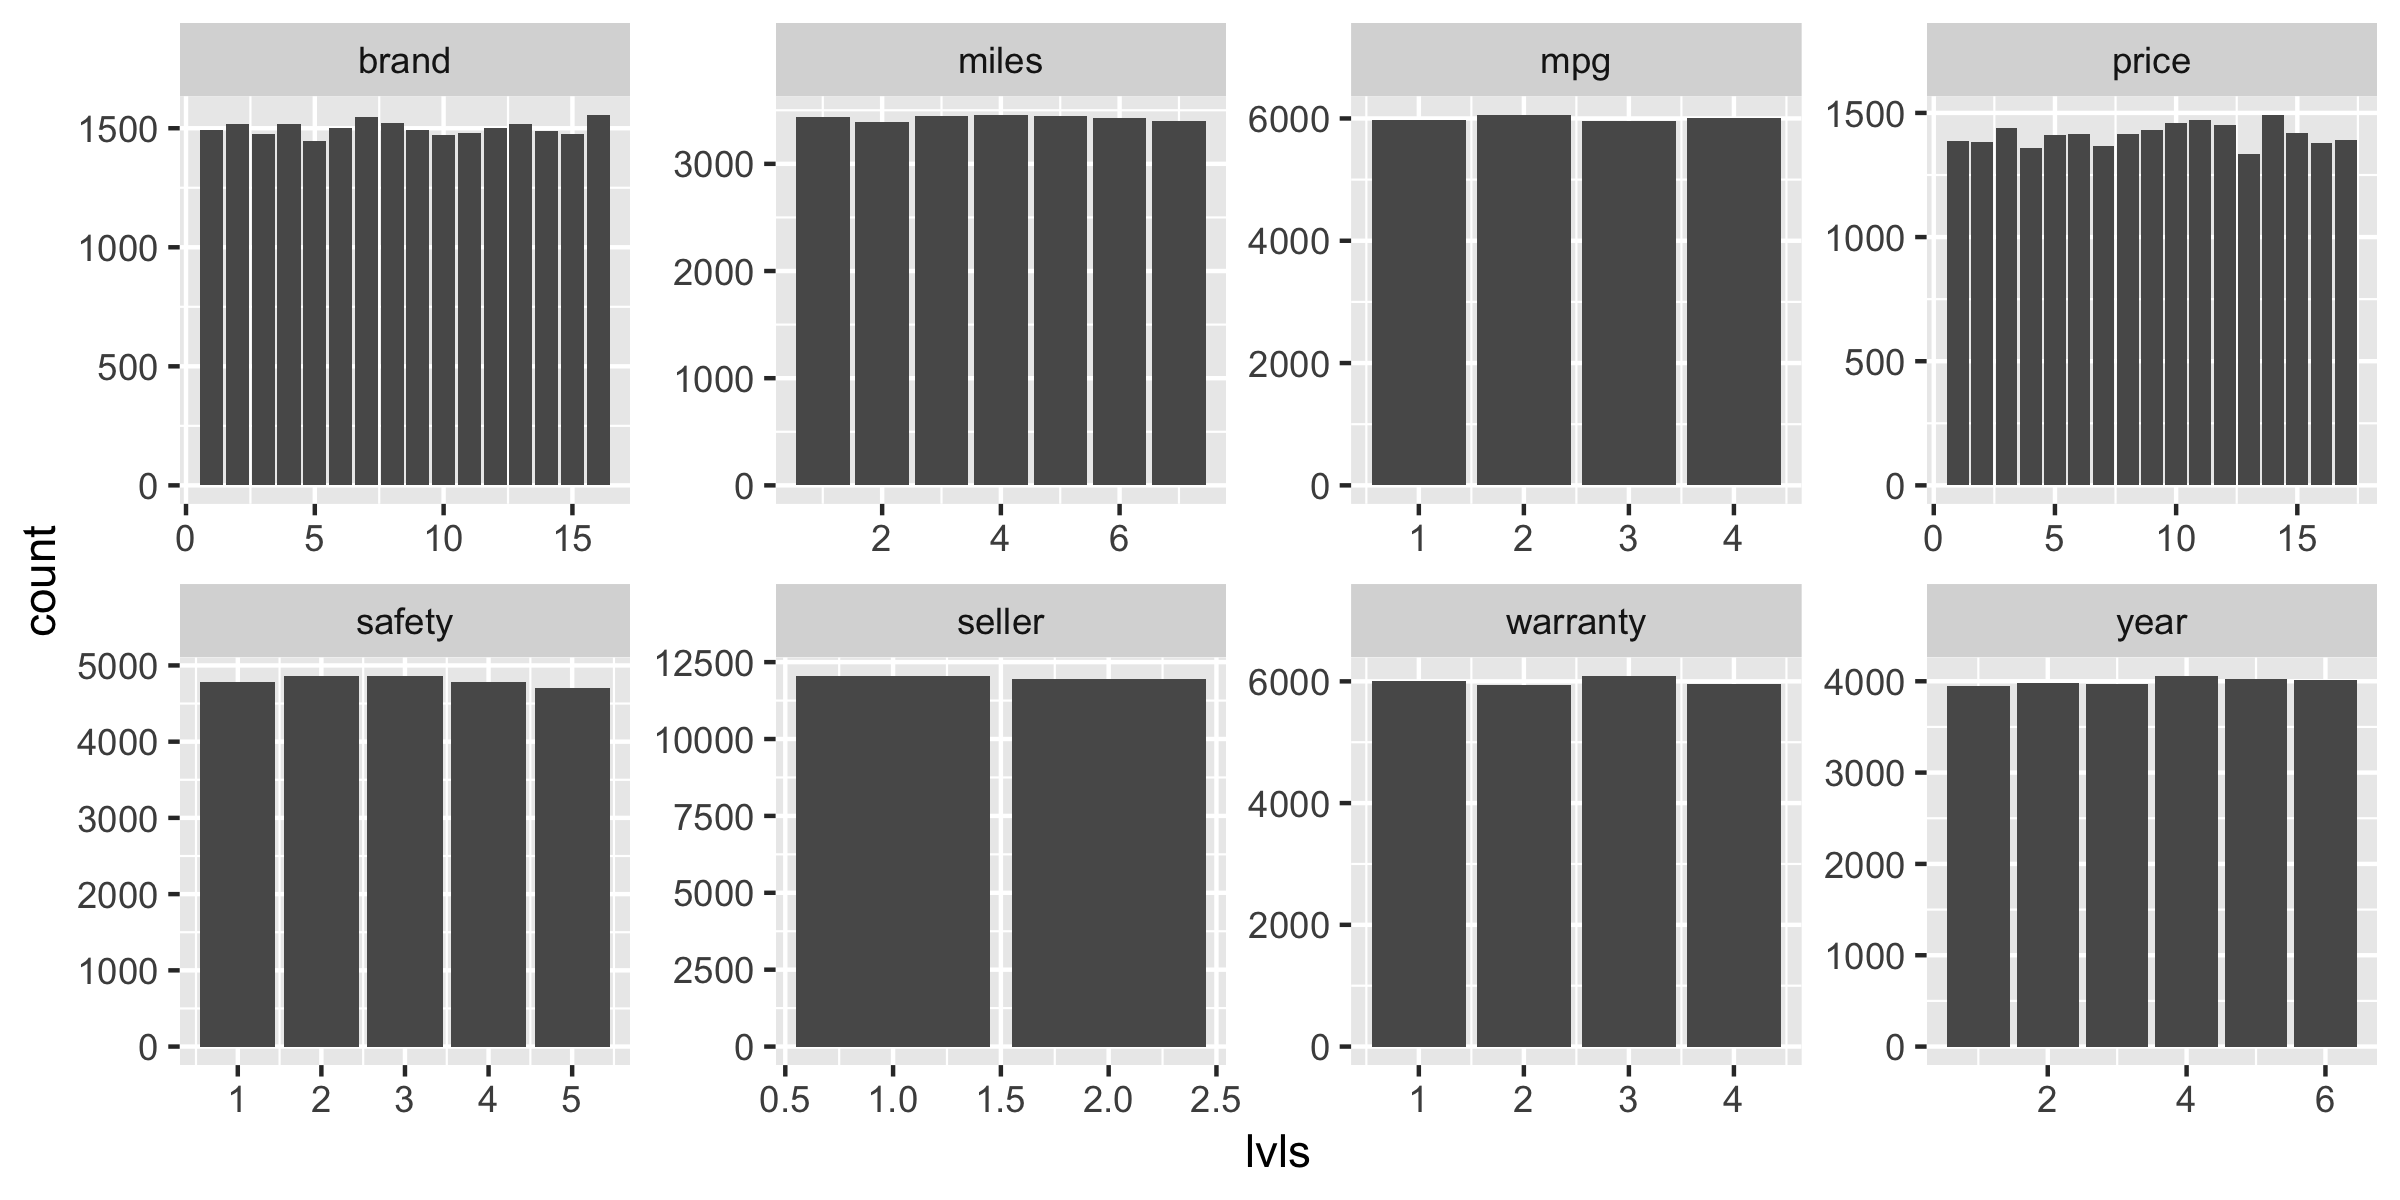 brand miles mpg price
1500 3000 6000 1500
1000 2000 4000 1000
500 1000 2000 500
0 0 0 0
0 5 10 15 2 4 6 1 2 3 4 0 5 10 15
count
safety seller warranty year
5000 12500 6000 4000
4000 10000 4000 3000
3000 7500 2000 2000
2000 5000 0 1000
1000 2500 0
0 0
1 2 3 4 5 0.5 1.0 1.5 2.0 2.5 1 2 3 4 2 4 6
lvls